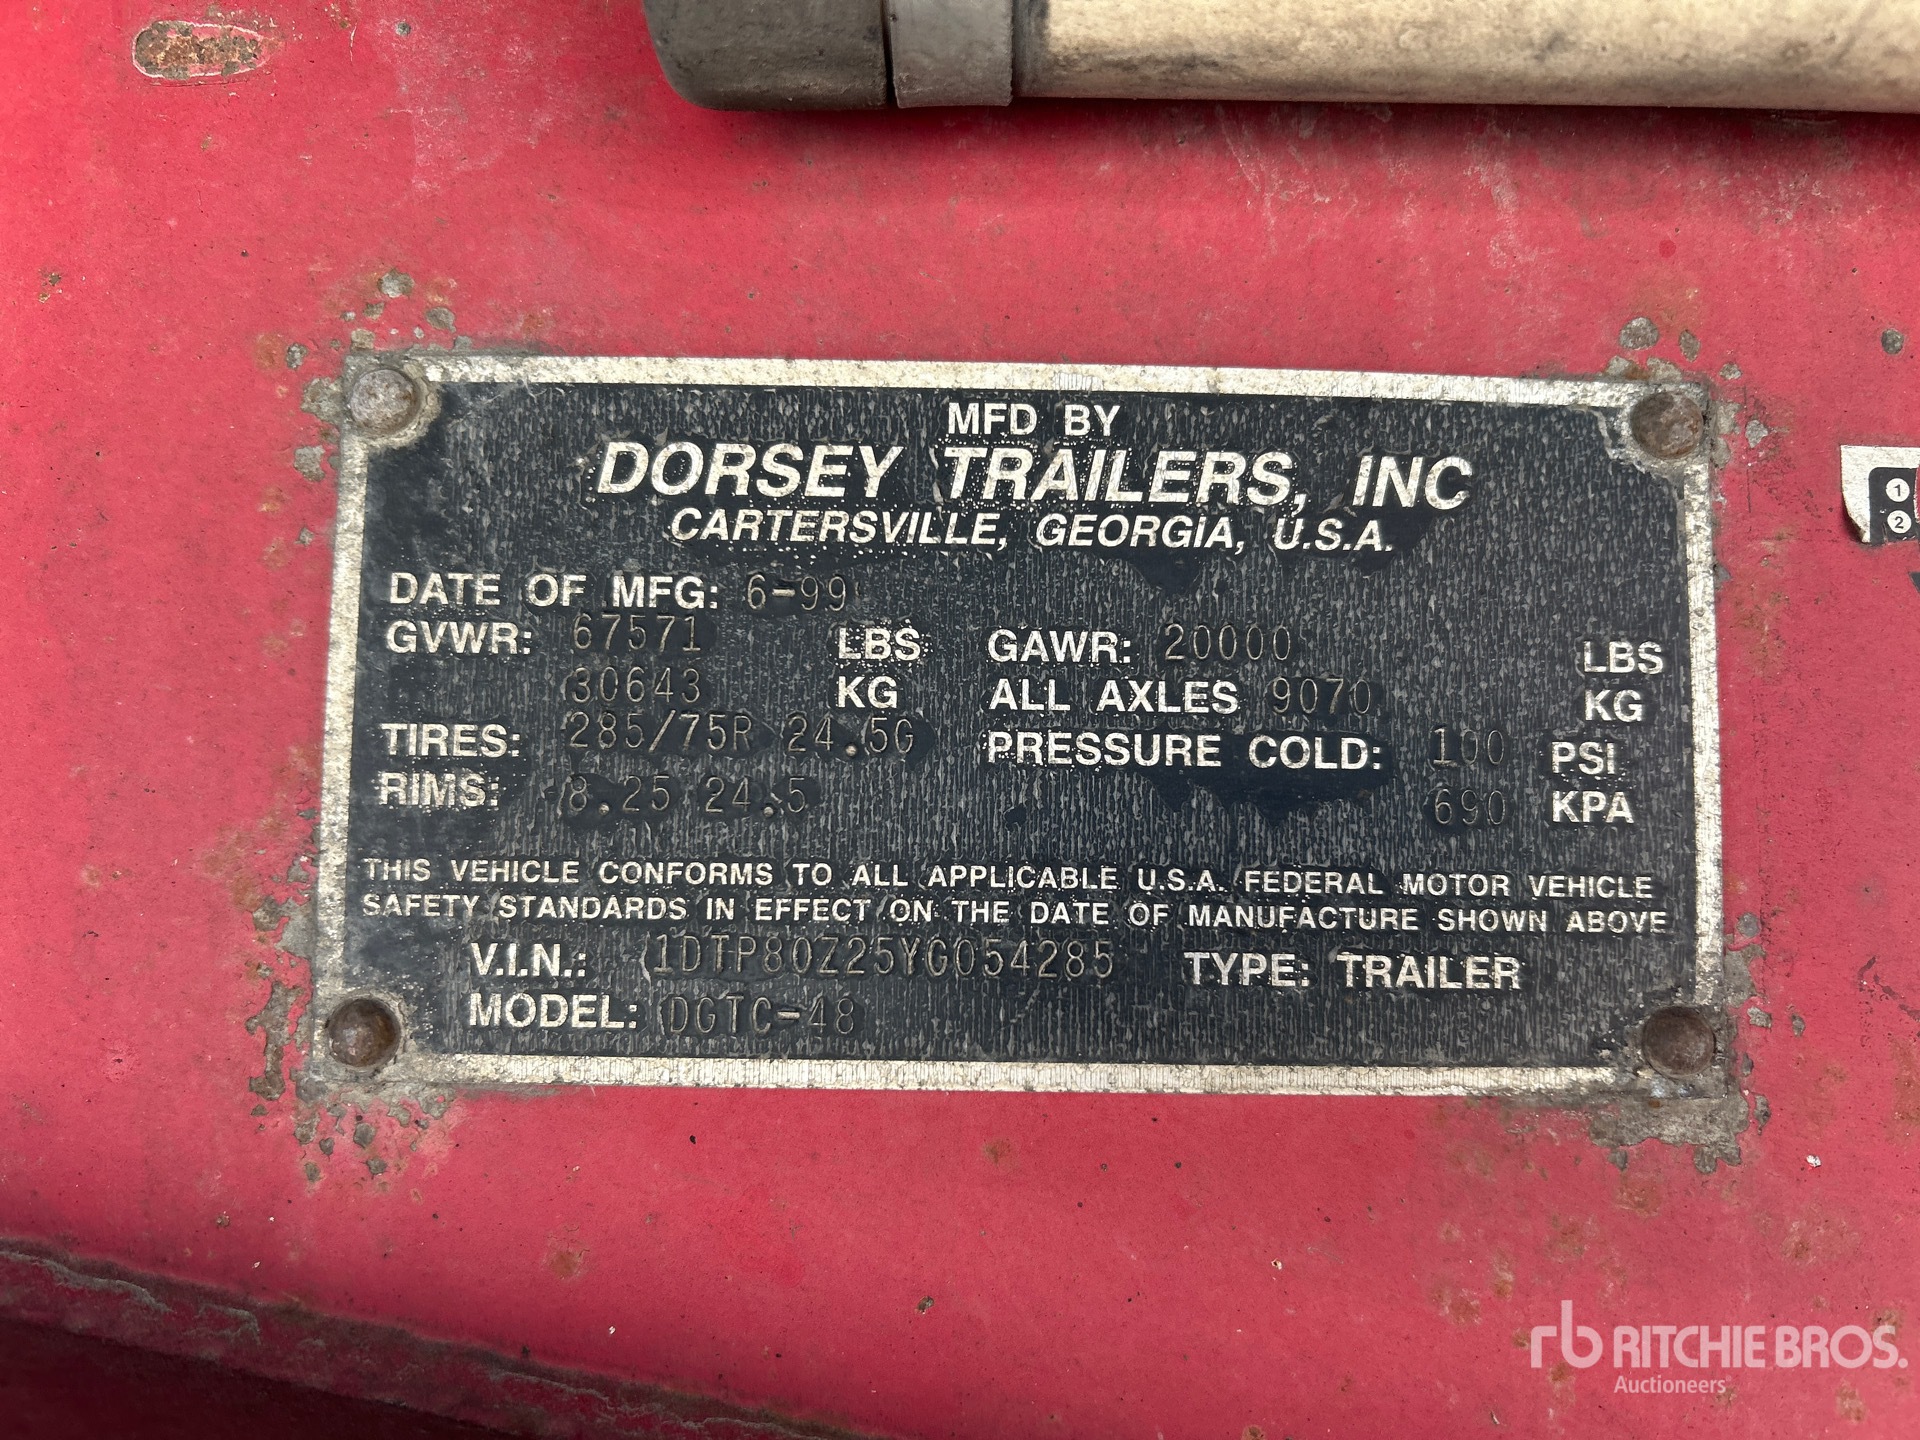 MFD BY
DORSEY TRAILERS, INC
CARTERSVILLE, GEORGIA, U.S.A.
DATE OF MFG: 6-99
GVWR: 67571 LBS GAWR: 20000 LBS
30643 KG ALL AXLES 9070 KG
TIRES: 285/75R 24.5G PRESSURE COLD: 100 PSI
RIMS: 8.25 24.5 690 KPA
THIS VEHICLE CONFORMS TO ALL APPLICABLE U.S.A. FEDERAL MOTOR VEHICLE
SAFETY STANDARDS IN EFFECT ON THE DATE OF MANUFACTURE SHOWN ABOVE
V.I.N.: 1DTP80Z25YG054285 TYPE: TRAILER
MODEL: DGTC-48
1
2
rb RITCHIE BROS.
Auctioneers